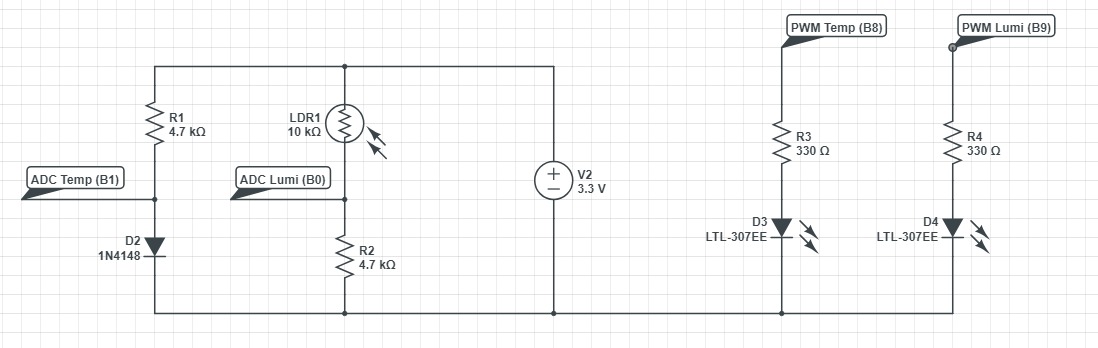 PWM Temp (B8)
PWM Lumi (B9)
R1
4.7 kΩ
LDR1
10 kΩ
R3
330 Ω
R4
330 Ω
ADC Temp (B1)
ADC Lumi (B0)
V2
3.3 V
D2
1N4148
R2
4.7 kΩ
D3
LTL-307EE
D4
LTL-307EE